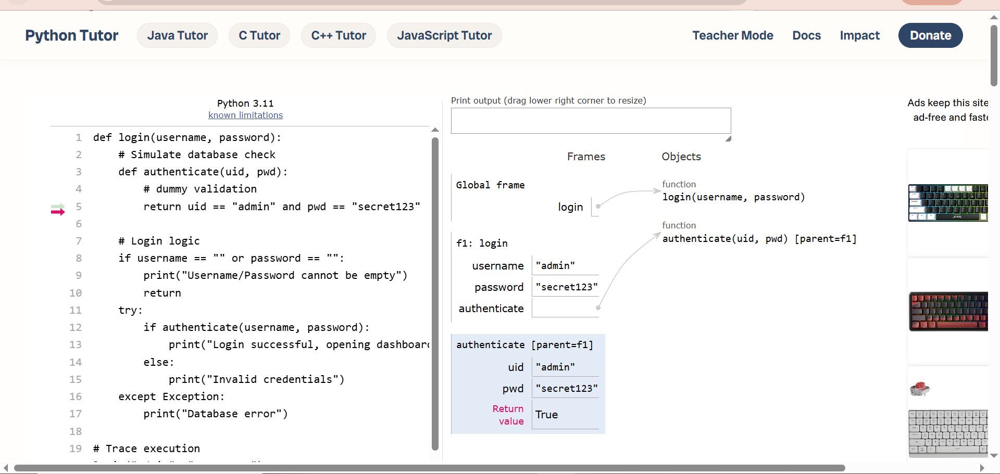 Python Tutor
Java Tutor
C Tutor
C++ Tutor
JavaScript Tutor
Teacher Mode
Docs
Impact
Donate
Python 3.11
known limitations
1 def login(username, password):
2     # Simulate database check
3     def authenticate(uid, pwd):
4         # dummy validation
5         return uid == "admin" and pwd == "secret123"
6
7     # Login logic
8     if username == "" or password == "":
9         print("Username/Password cannot be empty")
10         return
11     try:
12         if authenticate(username, password):
13             print("Login successful, opening dashboar
14         else:
15             print("Invalid credentials")
16     except Exception:
17         print("Database error")
18
19 # Trace execution
Print output (drag lower right corner to resize)
Frames
Objects
Global frame
login
function
login(username, password)
function
authenticate(uid, pwd) [parent=f1]
f1: login
username "admin"
password "secret123"
authenticate
authenticate [parent=f1]
uid "admin"
pwd "secret123"
Return
value
True
Ads keep this site
ad-free and faste